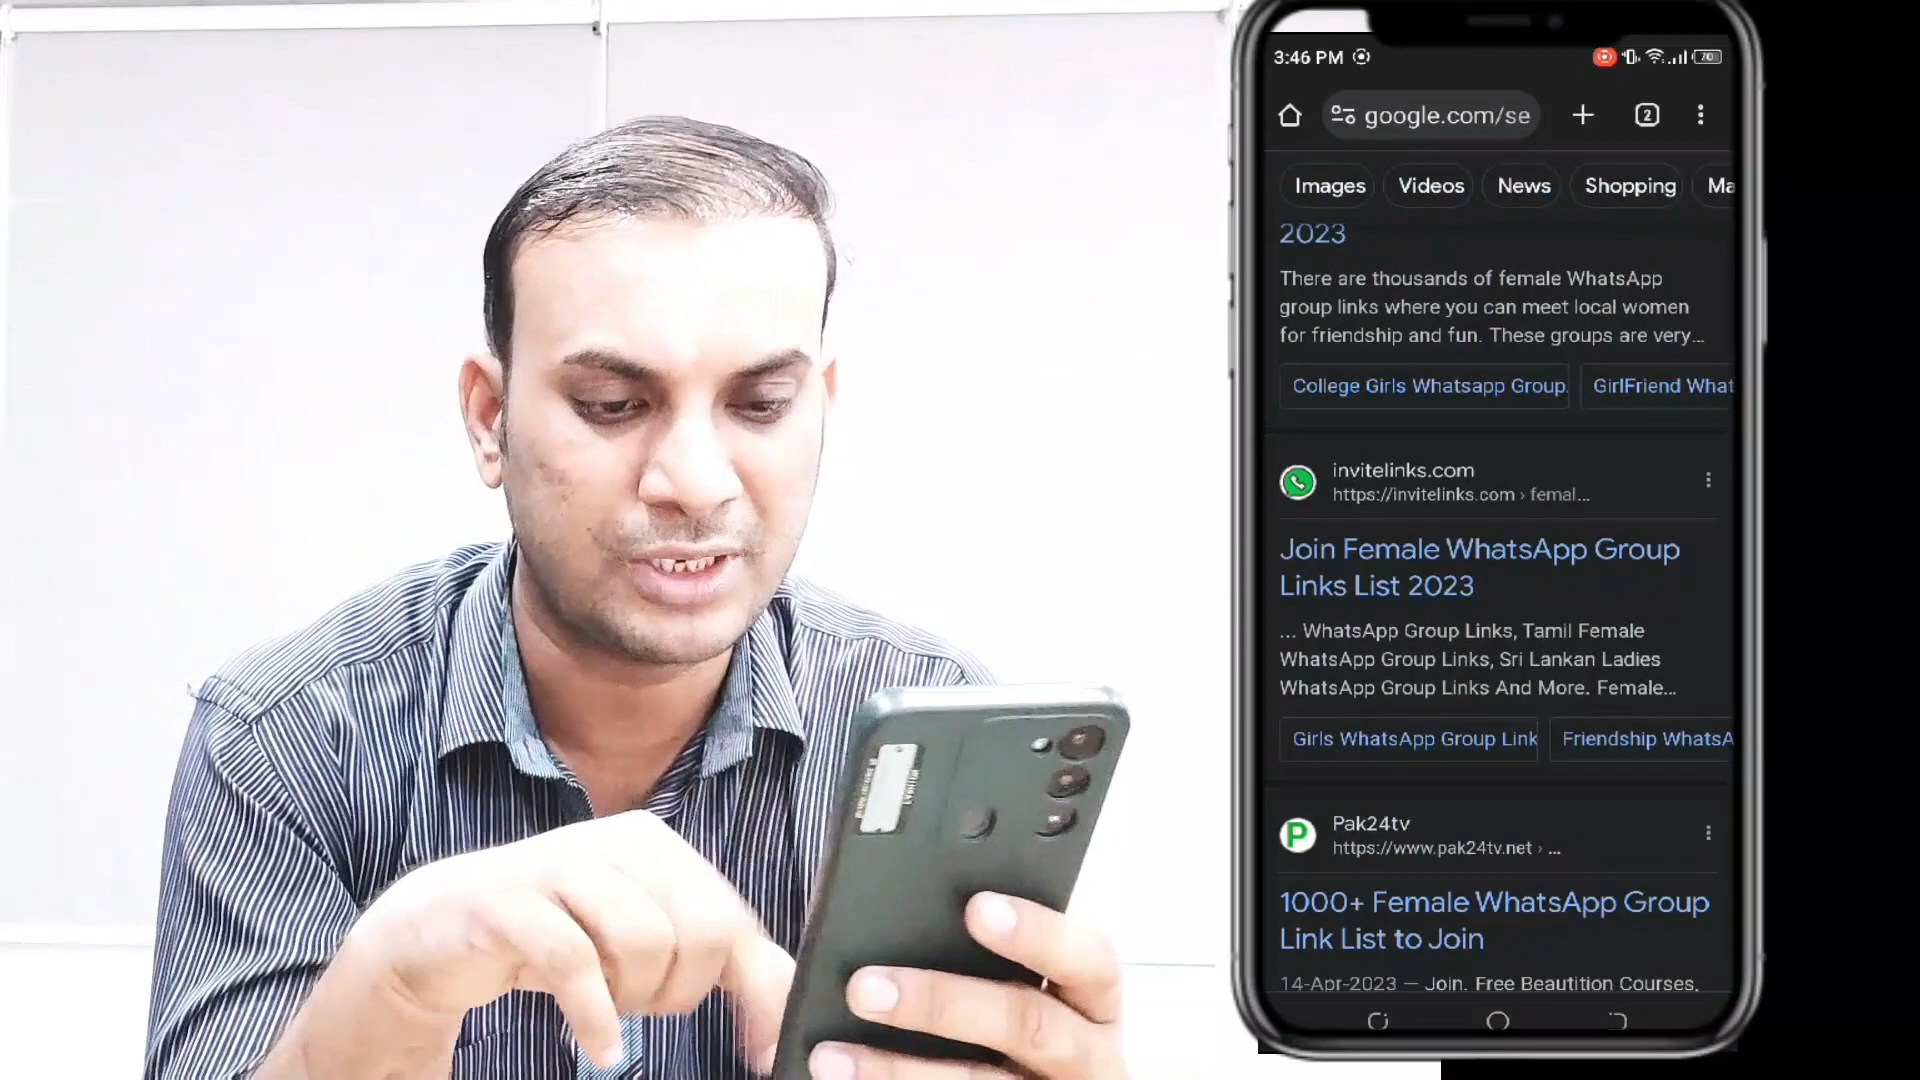 3:46 PM
70
google.com/se
2
Images
Videos
News
Shopping
Ma
2023
There are thousands of female WhatsApp
group links where you can meet local women
for friendship and fun. These groups are very...
College Girls Whatsapp Group.
GirlFriend What
invitelinks.com
https://invitelinks.com › femal...
Join Female WhatsApp Group
Links List 2023
... WhatsApp Group Links, Tamil Female
WhatsApp Group Links, Sri Lankan Ladies
WhatsApp Group Links And More. Female...
Girls WhatsApp Group Link
Friendship WhatsA
P
Pak24tv
https://www.pak24tv.net › ...
1000+ Female WhatsApp Group
Link List to Join
14-Apr-2023 — Join. Free Beautition Courses,